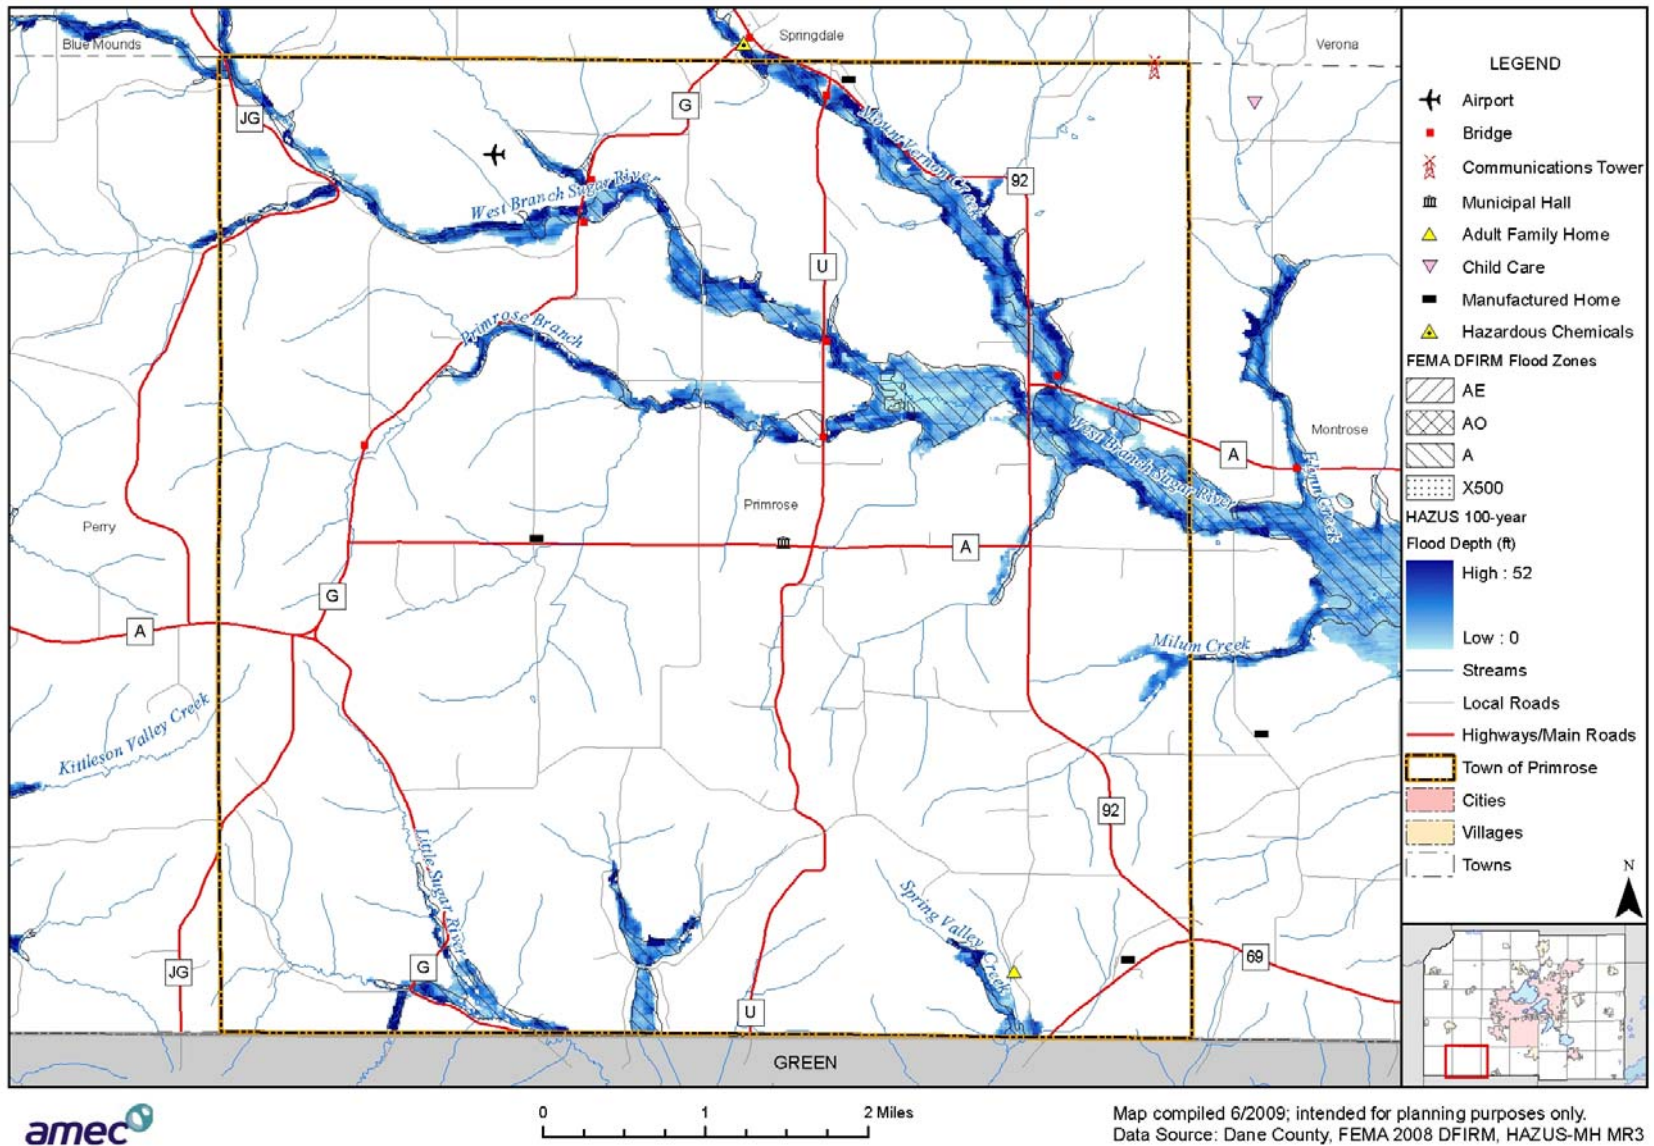 Blue Mounds
Springdale
Verona
JG
G
Mount Vernon Creek
92
West Branch Sugar River
U
Primrose Branch
West Branch Sugar River
A
Montrose
Flynn Creek
Primrose
Perry
A
G
A
Milum Creek
Kittleson Valley Creek
92
Little Sugar River
Spring Valley Creek
G
JG
69
U
GREEN
LEGEND
Airport
Bridge
Communications Tower
Municipal Hall
Adult Family Home
Child Care
Manufactured Home
Hazardous Chemicals
FEMA DFIRM Flood Zones
AE
AO
A
X500
HAZUS 100-year
Flood Depth (ft)
High : 52
Low : 0
Streams
Local Roads
Highways/Main Roads
Town of Primrose
Cities
Villages
Towns
N
amec
0 1 2 Miles
Map compiled 6/2009; intended for planning purposes only.
Data Source: Dane County, FEMA 2008 DFIRM, HAZUS-MH MR3